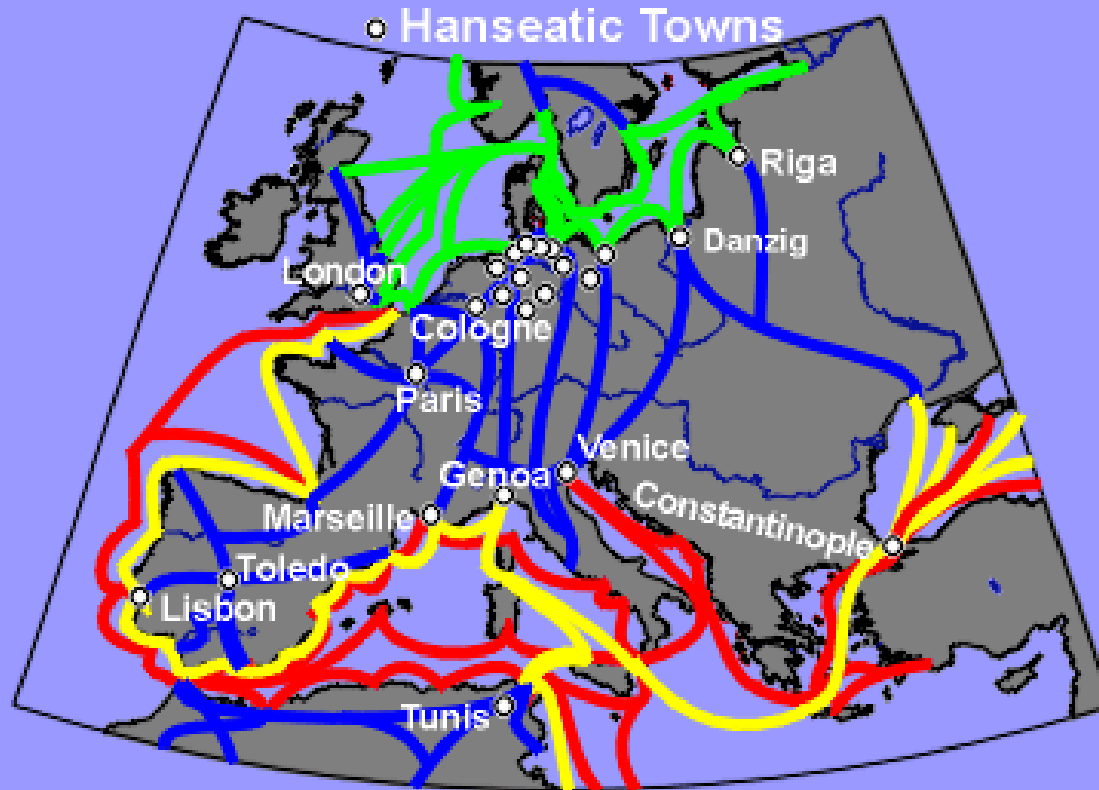 Hanseatic Towns
Riga
Danzig
London
Cologne
Paris
Venice
Genoa
Constantinople
Marseille
Toledo
Lisbon
Tunis